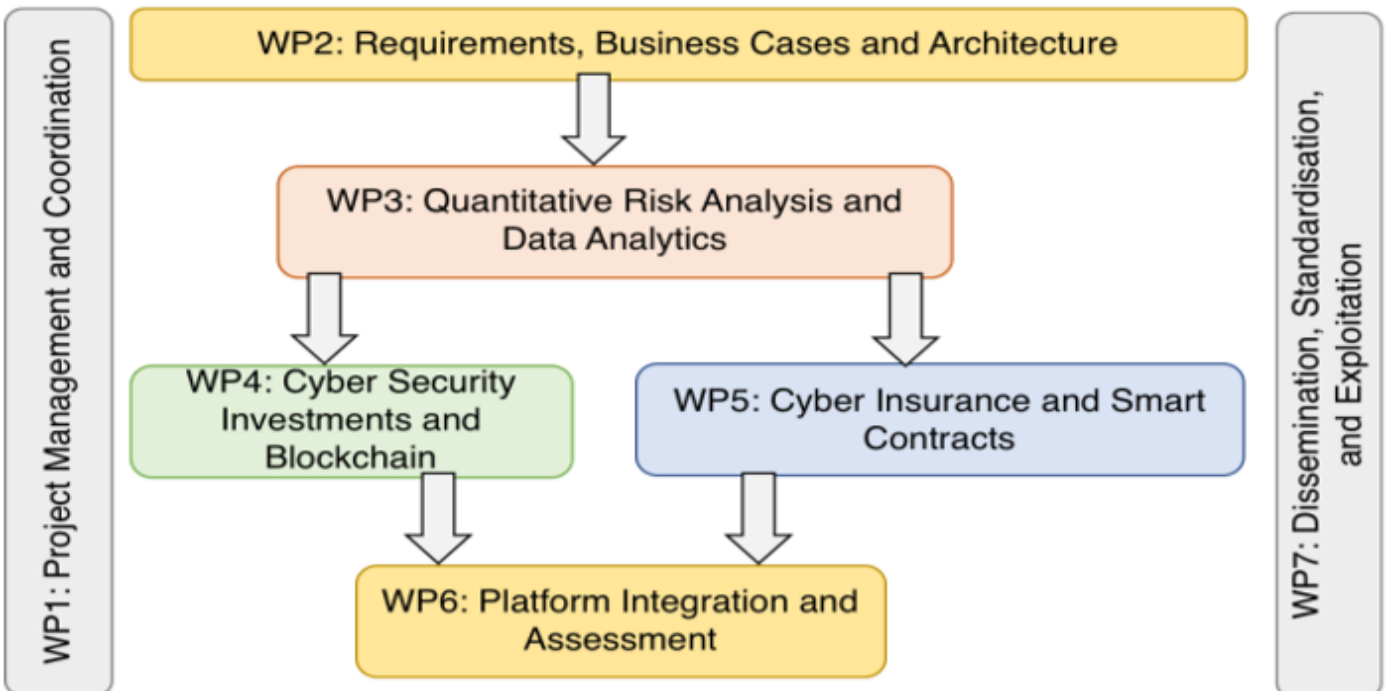 WP1: Project Management and Coordination
WP2: Requirements, Business Cases and Architecture
WP3: Quantitative Risk Analysis and
Data Analytics
WP4: Cyber Security
Investments and
Blockchain
WP5: Cyber Insurance and Smart
Contracts
WP6: Platform Integration and
Assessment
WP7: Dissemination, Standardisation,
and Exploitation